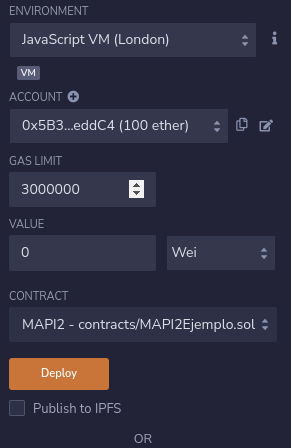 ENVIRONMENT
JavaScript VM (London)
VM
ACCOUNT
0x5B3...eddC4 (100 ether)
GAS LIMIT
3000000
VALUE
0 Wei
CONTRACT
MAPI2 - contracts/MAPI2Ejemplo.sol
Deploy
Publish to IPFS
OR